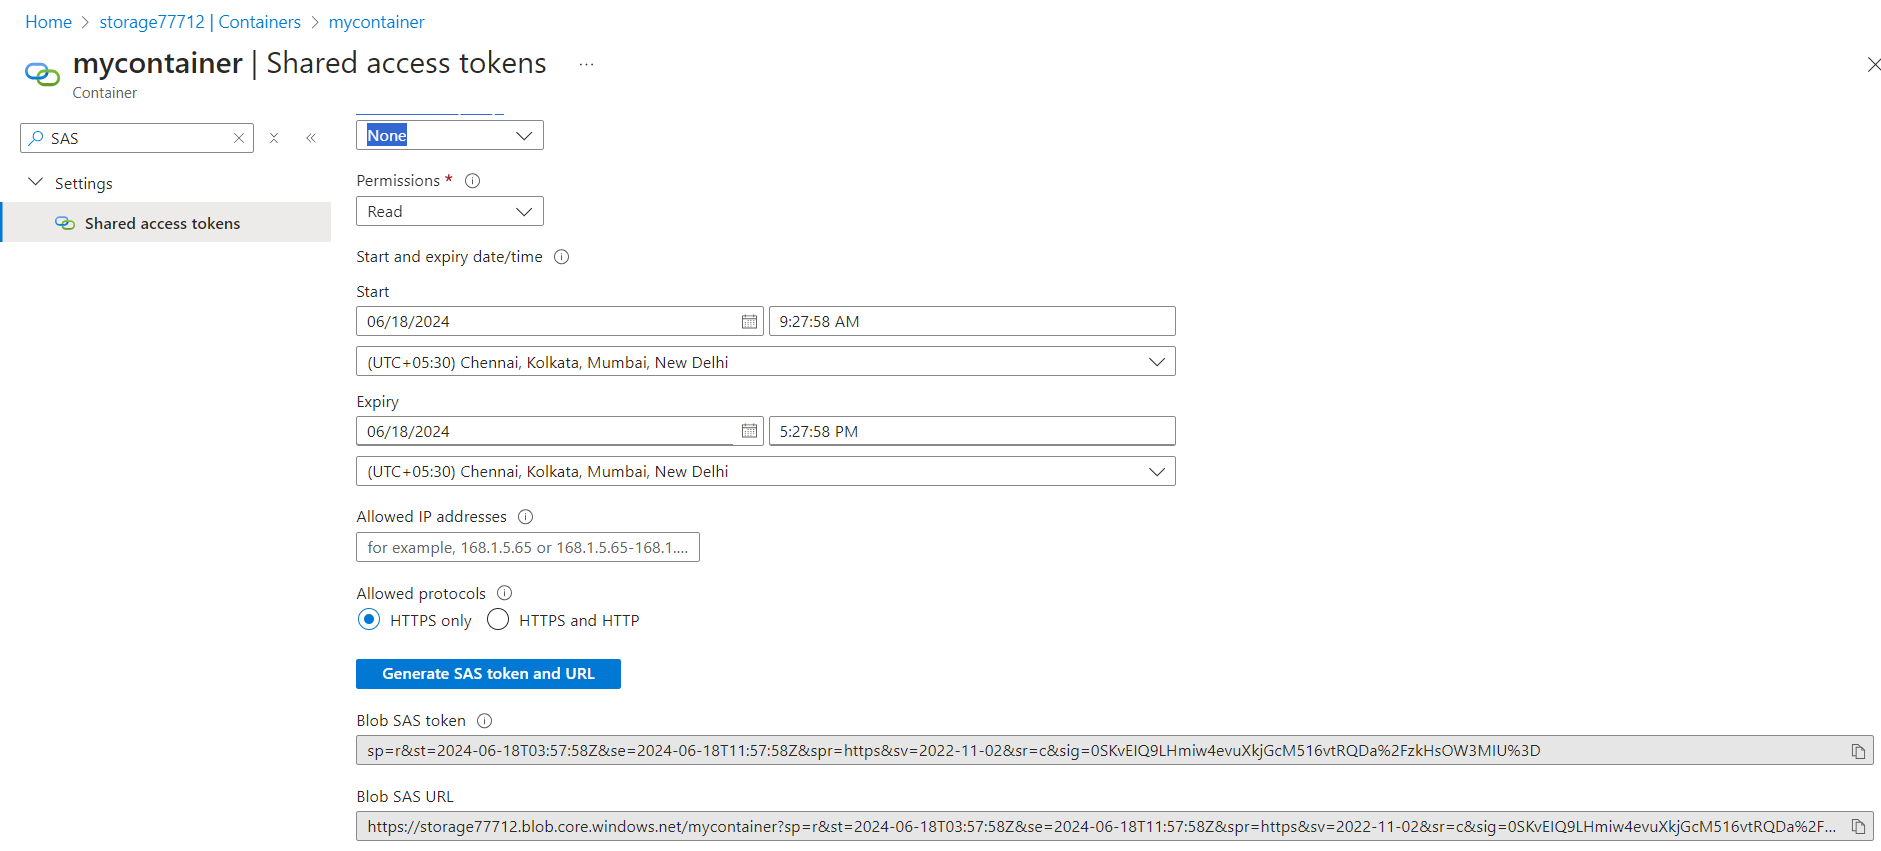 Home > storage77712 | Containers > mycontainer
mycontainer | Shared access tokens ...
Container
SAS
Settings
Shared access tokens
None
Permissions *
Read
Start and expiry date/time
Start
06/18/2024 9:27:58 AM
(UTC+05:30) Chennai, Kolkata, Mumbai, New Delhi
Expiry
06/18/2024 5:27:58 PM
(UTC+05:30) Chennai, Kolkata, Mumbai, New Delhi
Allowed IP addresses
for example, 168.1.5.65 or 168.1.5.65-168.1....
Allowed protocols
HTTPS only HTTPS and HTTP
Generate SAS token and URL
Blob SAS token
sp=r&st=2024-06-18T03:57:58Z&se=2024-06-18T11:57:58Z&spr=https&sv=2022-11-02&sr=c&sig=0SKvEIQ9LHmiw4evuXkjGcM516vtRQDa%2FzkHsOW3MIU%3D
Blob SAS URL
https://storage77712.blob.core.windows.net/mycontainer?sp=r&st=2024-06-18T03:57:58Z&se=2024-06-18T11:57:58Z&spr=https&sv=2022-11-02&sr=c&sig=0SKvEIQ9LHmiw4evuXkjGcM516vtRQDa%2F...